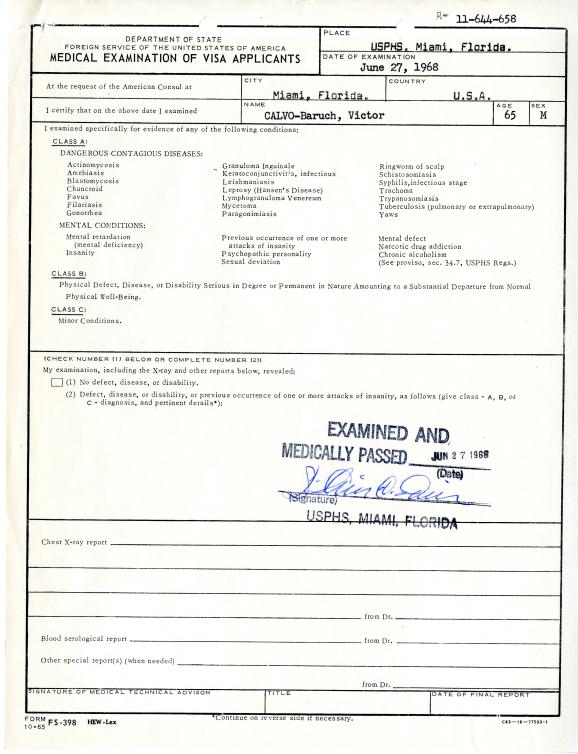 R- 11-644-658
DEPARTMENT OF STATE
FOREIGN SERVICE OF THE UNITED STATES OF AMERICA
MEDICAL EXAMINATION OF VISA APPLICANTS
PLACE
USPHS. Miami, Florida.
DATE OF EXAMINATION
June 27, 1968
At the request of the American Consul at
CITY
Miami, Florida.
COUNTRY
U.S.A.
I certify that on the above date I examined
NAME
CALVO-Baruch, Victor
AGE
65
SEX
M
I examined specifically for evidence of any of the following conditions:
CLASS A:
DANGEROUS CONTAGIOUS DISEASES:
Actinomycosis
Amebiasis
Blastomycosis
Chancroid
Favus
Filariasis
Gonorrhea
Granuloma Inguinale
Keratoconjunctivitis, infectious
Leishmaniasis
Leprosy (Hansen's Disease)
Lymphogranuloma Venereum
Mycetoma
Paragonimiasis
Ringworm of scalp
Schistosomiasis
Syphilis, infectious stage
Trachoma
Trypanosomiasis
Tuberculosis (pulmonary or extrapulmonary)
Yaws
MENTAL CONDITIONS:
Mental retardation
(mental deficiency)
Insanity
Previous occurrence of one or more
attacks of insanity
Psychopathic personality
Sexual deviation
Mental defect
Narcotic drug addiction
Chronic alcoholism
(See proviso, sec. 34.7, USPHS Regs.)
CLASS B:
Physical Defect, Disease, or Disability Serious in Degree or Permanent in Nature Amounting to a Substantial Departure from Normal
Physical Well-Being.
CLASS C:
Minor Conditions.
(CHECK NUMBER (1) BELOW OR COMPLETE NUMBER (2))
My examination, including the X-ray and other reports below, revealed:
(1) No defect, disease, or disability.
(2) Defect, disease, or disability, or previous occurrence of one or more attacks of insanity, as follows (give class - A, B, or
C - diagnosis, and pertinent details*):
EXAMINED AND
MEDICALLY PASSED JUN 27 1968
(Date)
(Signature)
USPHS, MIAMI, FLORIDA
Chest X-ray report
from Dr.
Blood serological report
from Dr.
Other special report(s) (when needed)
from Dr.
SIGNATURE OF MEDICAL TECHNICAL ADVISOR
TITLE
DATE OF FINAL REPORT
FORM FS-398 HEW-Lex
10-65
*Continue on reverse side if necessary.
C43-16-77593-1